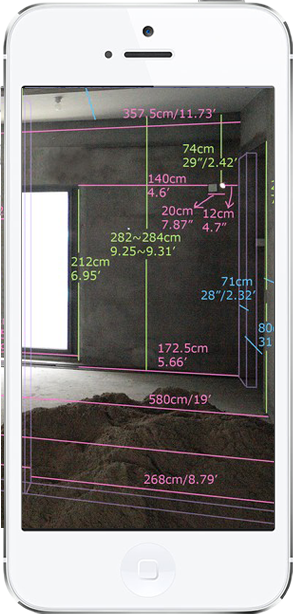 357.5cm/11.73’
74cm
29”/2.42’
140cm
4.6’
20cm
7.87”
12cm
4.7”
282~284cm
9.25~9.31’
212cm
6.95’
71cm
28”/2.32’
80
31
172.5cm
5.66’
580cm/19’
268cm/8.79’